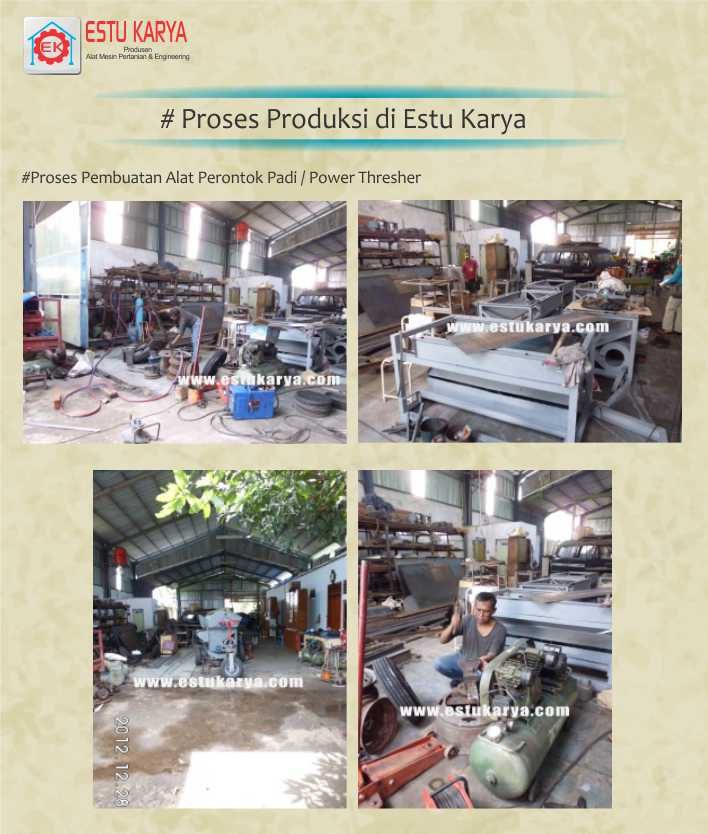 EK
ESTU KARYA
Produsen
Alat Mesin Pertanian & Engineering
# Proses Produksi di Estu Karya
#Proses Pembuatan Alat Perontok Padi / Power Thresher
www.estukarya.com
www.estukarya.com
www.estukarya.com
2012.12.28
www.estukarya.com